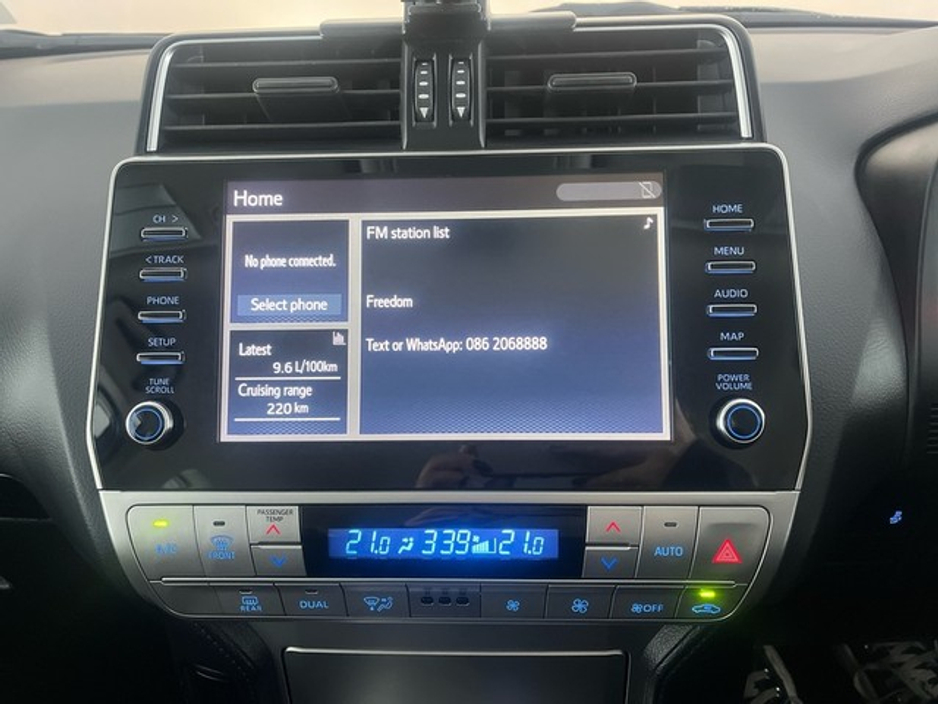 Home
CH >
< TRACK
PHONE
SETUP
TUNE
SCROLL
No phone connected.
Select phone
Latest
9.6 L/100km
Cruising range
220 km
FM station list
Freedom
Text or WhatsApp: 086 2068888
HOME
MENU
AUDIO
MAP
POWER
VOLUME
A/C
FRONT
PASSENGER
TEMP
21.0 3:39 21.0
AUTO
REAR
DUAL
OFF